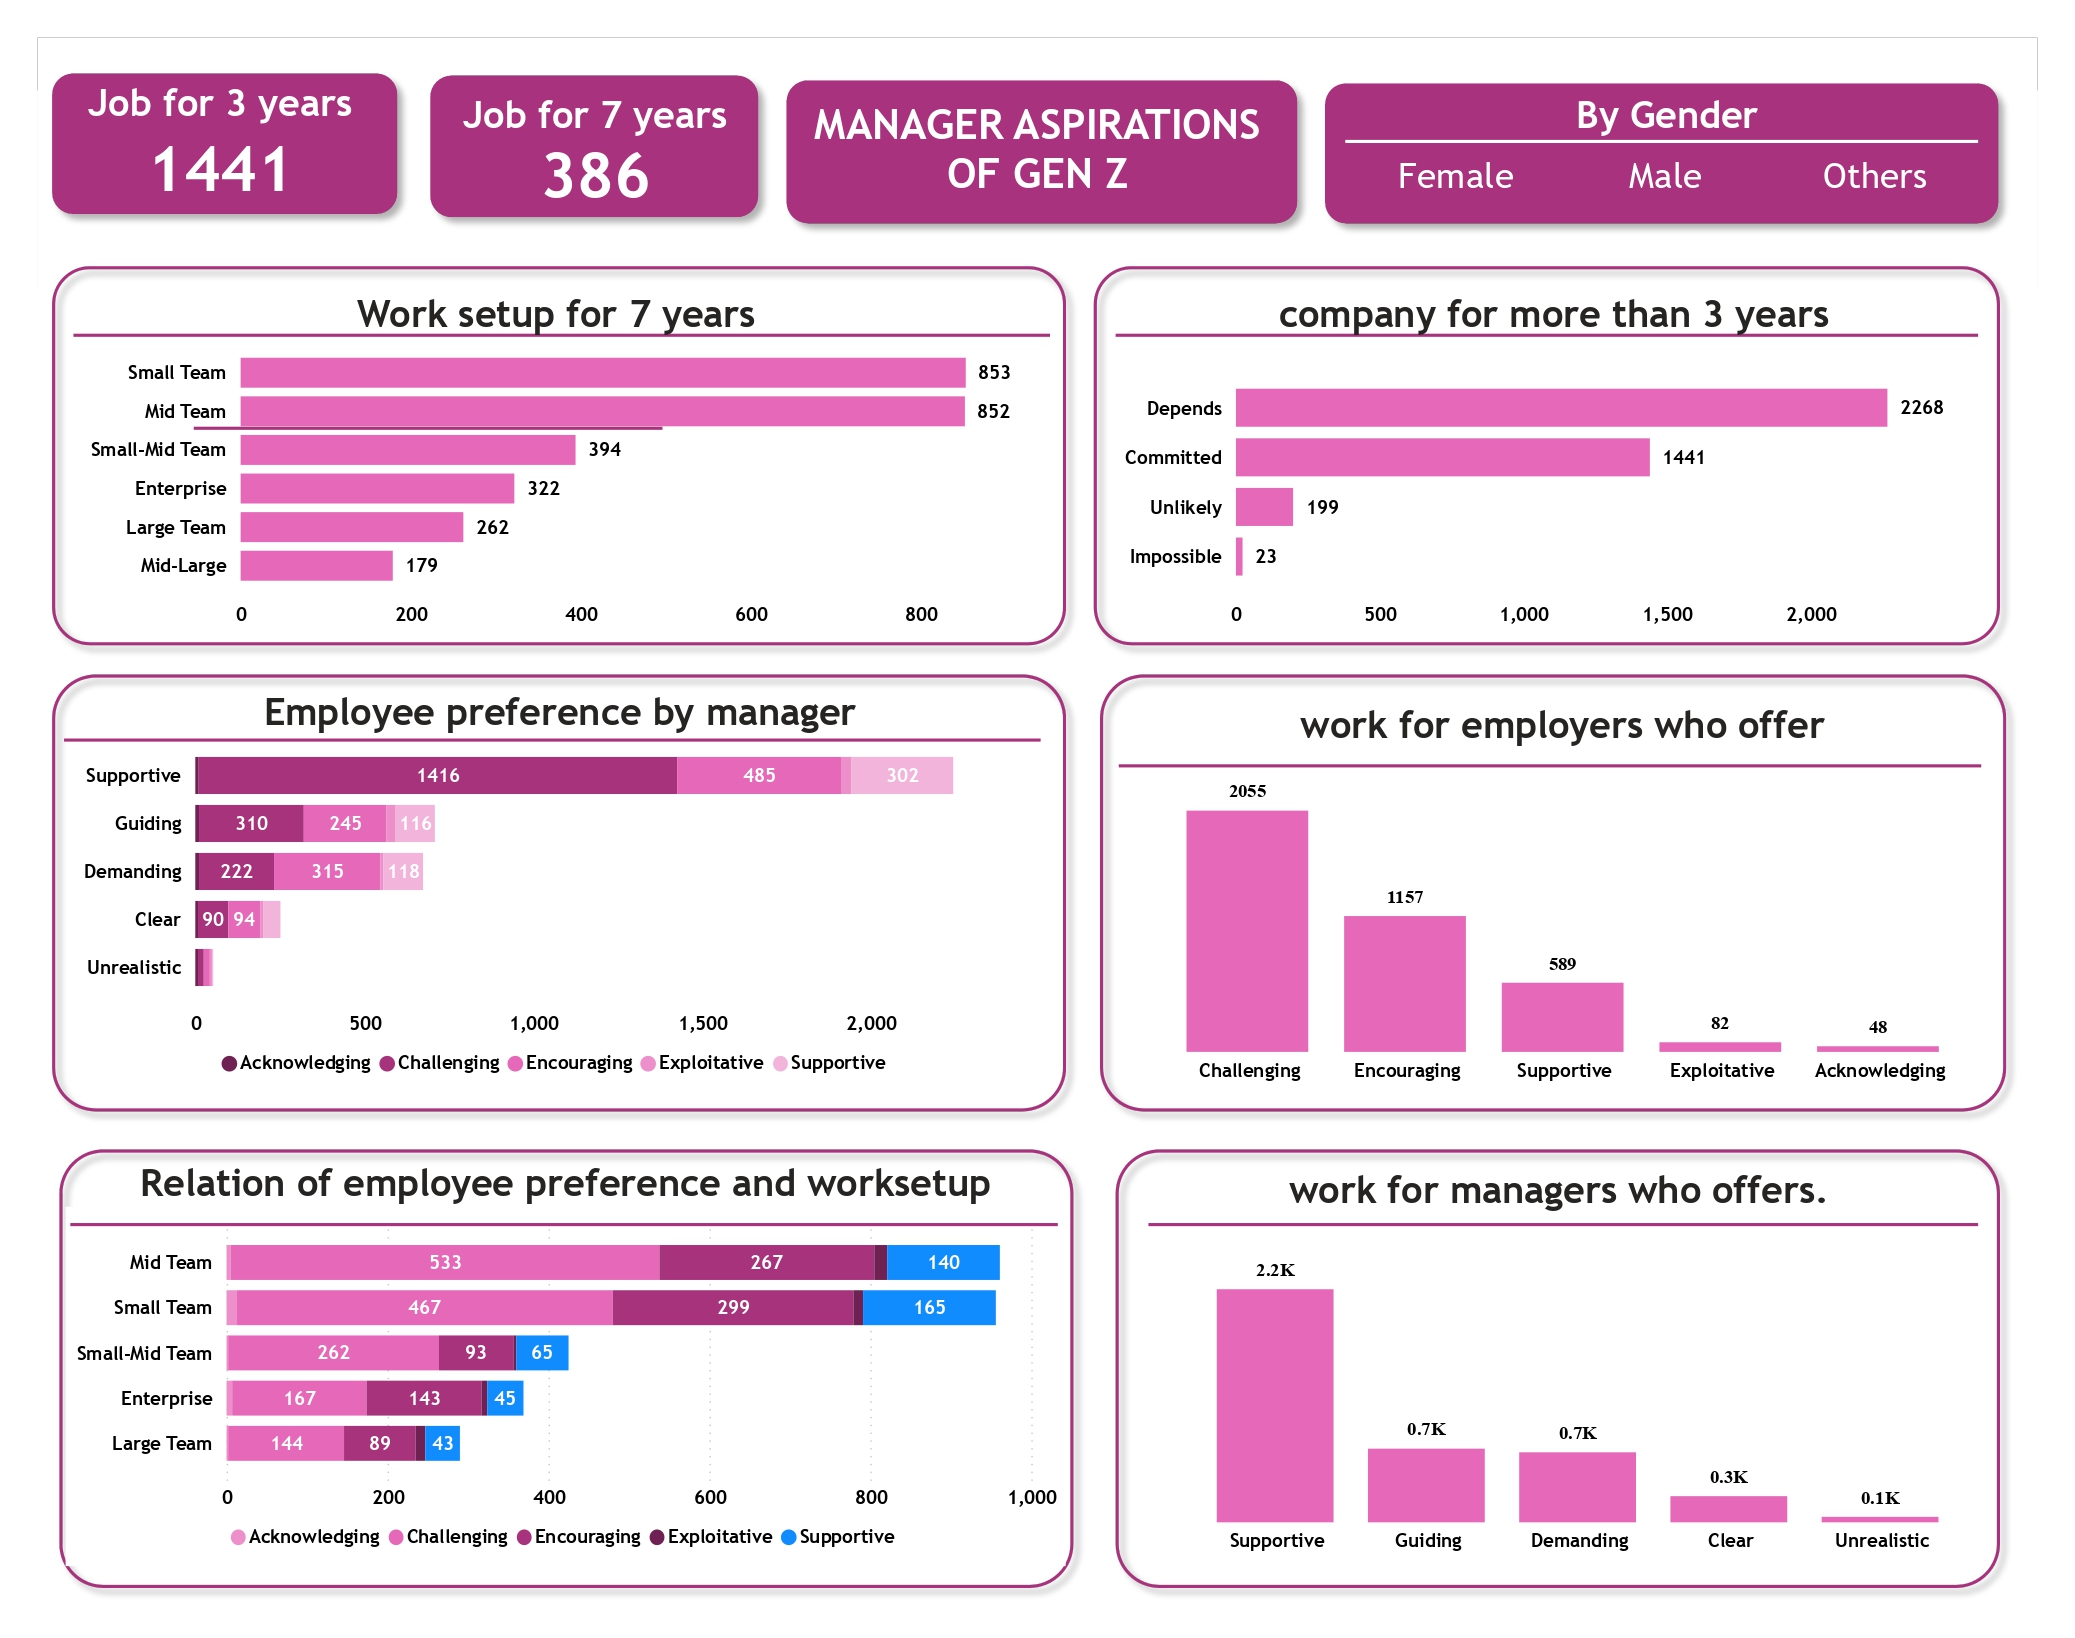 Job for 3 years
1441
Job for 7 years
386
MANAGER ASPIRATIONS
OF GEN Z
By Gender
Female Male Others
Work setup for 7 years
Small Team 853
Mid Team 852
Small-Mid Team 394
Enterprise 322
Large Team 262
Mid-Large 179
0 200 400 600 800
company for more than 3 years
Depends 2268
Committed 1441
Unlikely 199
Impossible 23
0 500 1,000 1,500 2,000
Employee preference by manager
Supportive 1416 485 302
Guiding 310 245 116
Demanding 222 315 118
Clear 90 94
Unrealistic
0 500 1,000 1,500 2,000
Acknowledging Challenging Encouraging Exploitative Supportive
work for employers who offer
2055
1157
589
82
48
Challenging Encouraging Supportive Exploitative Acknowledging
Relation of employee preference and worksetup
Mid Team 533 267 140
Small Team 467 299 165
Small-Mid Team 262 93 65
Enterprise 167 143 45
Large Team 144 89 43
0 200 400 600 800 1,000
Acknowledging Challenging Encouraging Exploitative Supportive
work for managers who offers.
2.2K
0.7K
0.7K
0.3K
0.1K
Supportive Guiding Demanding Clear Unrealistic